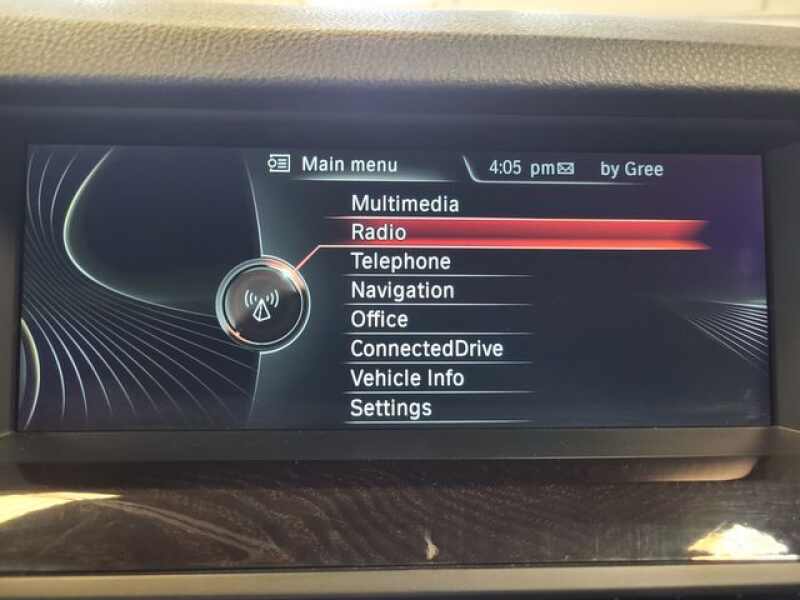 Main menu 4:05 pm by Gree
Multimedia
Radio
Telephone
Navigation
Office
ConnectedDrive
Vehicle Info
Settings